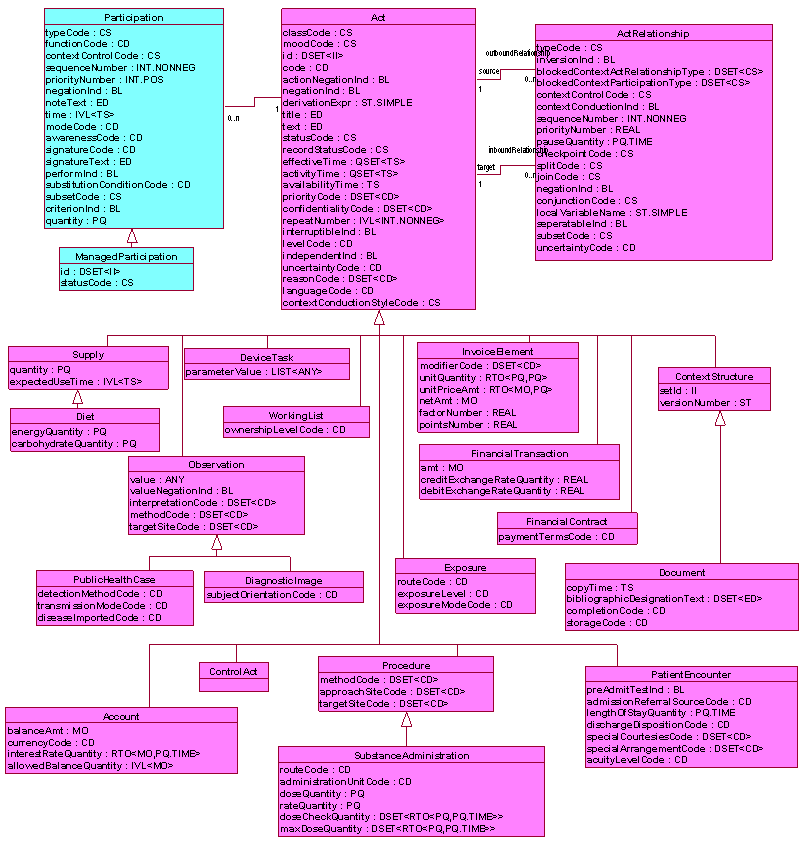 Participation
typeCode : CS
functionCode : CD
contextControlCode : CS
sequenceNumber : INT.NONNEG
priorityNumber : INT.POS
negationInd : BL
noteText : ED
time : IVL<TS>
modeCode : CD
awarenessCode : CD
signatureCode : CD
signatureText : ED
performInd : BL
substitutionConditionCode : CD
subsetCode : CS
criterionInd : BL
quantity : PQ
ManagedParticipation
id : DSET<II>
statusCode : CS
0..n
1
Act
classCode : CS
moodCode : CS
id : DSET<II>
code : CD
actionNegationInd : BL
negationInd : BL
derivationExpr : ST.SIMPLE
title : ED
text : ED
statusCode : CS
recordStatusCode : CS
effectiveTime : QSET<TS>
activityTime : QSET<TS>
availabilityTime : TS
priorityCode : DSET<CD>
confidentialityCode : DSET<CD>
repeatNumber : IVL<INT.NONNEG>
interruptibleInd : BL
levelCode : CD
independentInd : BL
uncertaintyCode : CD
reasonCode : DSET<CD>
languageCode : CD
contextConductionStyleCode : CS
outboundRelationship
source
0..n
1
inboundRelationship
target
0..n
1
ActRelationship
typeCode : CS
inversionInd : BL
blockedContextActRelationshipType : DSET<CS>
blockedContextParticipationType : DSET<CS>
contextControlCode : CS
contextConductionInd : BL
sequenceNumber : INT.NONNEG
priorityNumber : REAL
pauseQuantity : PQ.TIME
checkpointCode : CS
splitCode : CS
joinCode : CS
negationInd : BL
conjunctionCode : CS
localVariableName : ST.SIMPLE
seperatableInd : BL
subsetCode : CS
uncertaintyCode : CD
Supply
quantity : PQ
expectedUseTime : IVL<TS>
Diet
energyQuantity : PQ
carbohydrateQuantity : PQ
DeviceTask
parameterValue : LIST<ANY>
WorkingList
ownershipLevelCode : CD
InvoiceElement
modifierCode : DSET<CD>
unitQuantity : RTO<PQ,PQ>
unitPriceAmt : RTO<MO,PQ>
netAmt : MO
factorNumber : REAL
pointsNumber : REAL
ContextStructure
setId : II
versionNumber : ST
Observation
value : ANY
valueNegationInd : BL
interpretationCode : DSET<CD>
methodCode : DSET<CD>
targetSiteCode : DSET<CD>
FinancialTransaction
amt : MO
creditExchangeRateQuantity : REAL
debitExchangeRateQuantity : REAL
FinancialContract
paymentTermsCode : CD
PublicHealthCase
detectionMethodCode : CD
transmissionModeCode : CD
diseaseImportedCode : CD
DiagnosticImage
subjectOrientationCode : CD
Exposure
routeCode : CD
exposureLevel : CD
exposureModeCode : CD
Document
copyTime : TS
bibliographicDesignationText : DSET<ED>
completionCode : CD
storageCode : CD
ControlAct
Procedure
methodCode : DSET<CD>
approachSiteCode : DSET<CD>
targetSiteCode : DSET<CD>
PatientEncounter
preAdmitTestInd : BL
admissionReferralSourceCode : CD
lengthOfStayQuantity : PQ.TIME
dischargeDispositionCode : CD
specialCourtesiesCode : DSET<CD>
specialArrangementCode : DSET<CD>
acuityLevelCode : CD
Account
balanceAmt : MO
currencyCode : CD
interestRateQuantity : RTO<MO,PQ.TIME>
allowedBalanceQuantity : IVL<MO>
SubstanceAdministration
routeCode : CD
administrationUnitCode : CD
doseQuantity : PQ
rateQuantity : PQ
doseCheckQuantity : DSET<RTO<PQ,PQ.TIME>>
maxDoseQuantity : DSET<RTO<PQ,PQ.TIME>>